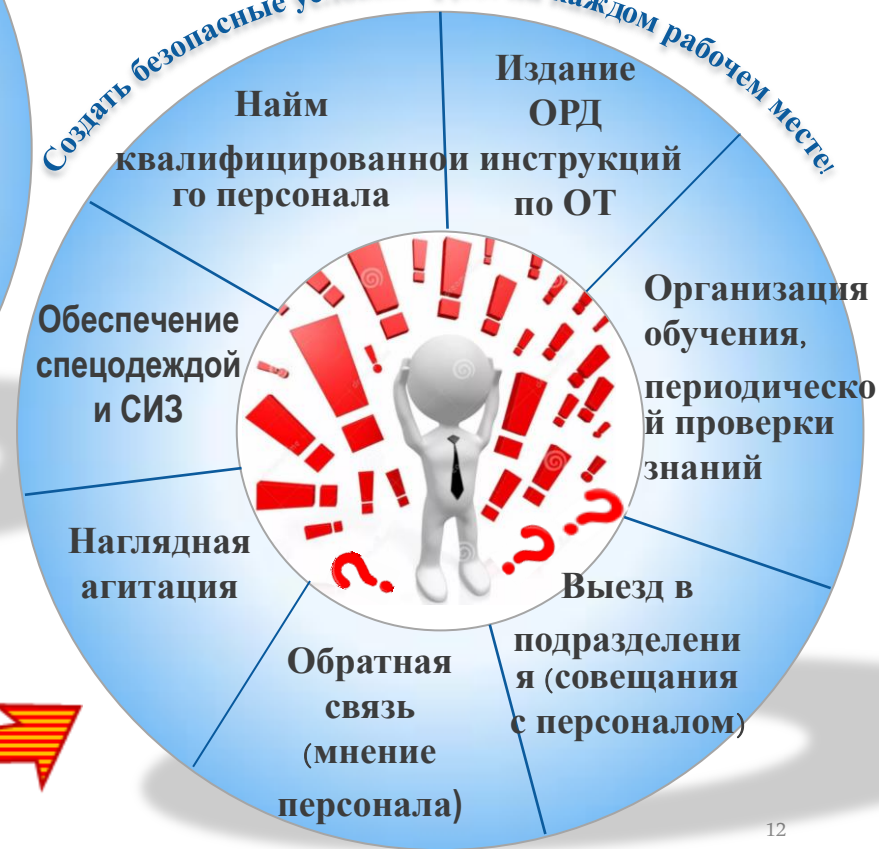 Создать безопасные каждом рабочем месте!
Найм
квалифицированно
го персонала
Издание
ОРД
и инструкций
по ОТ
Организация
обучения,
периодическо
й проверки
знаний
Выезд в
подразделени
я (совещания
с персоналом)
Обратная
связь
(мнение
персонала)
Наглядная
агитация
Обеспечение
спецодеждой
и СИЗ
12